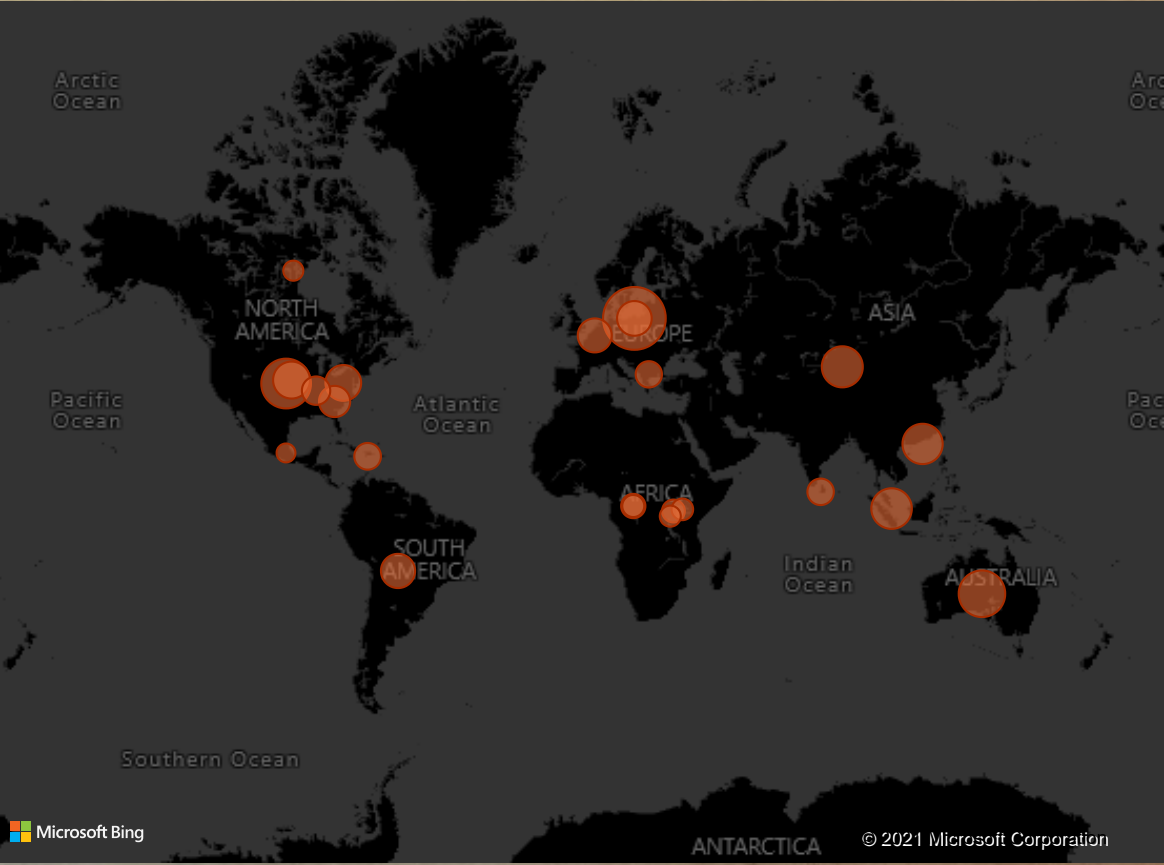 Arctic
Ocean
Arc
Oce
NORTH
AMERICA
ASIA
EUROPE
Pacific
Ocean
Atlantic
Ocean
Pac
Oce
AFRICA
SOUTH
AMERICA
Indian
Ocean
AUSTRALIA
Southern Ocean
Microsoft Bing
© 2021 Microsoft Corporation
ANTARCTICA